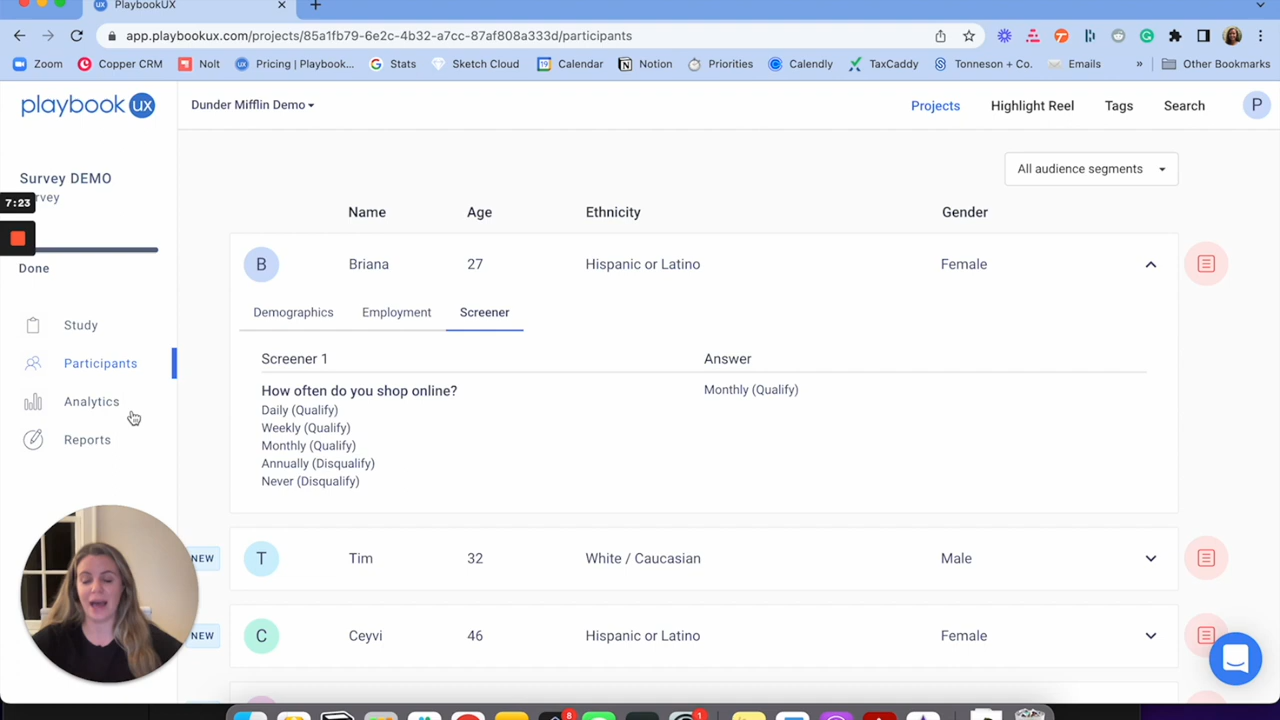 PlaybookUX
app.playbookux.com/projects/85a1fb79-6e2c-4b32-a7cc-87af808a333d/participants
Zoom Copper CRM Nolt Pricing | Playbook... Stats Sketch Cloud Calendar Notion Priorities Calendly TaxCaddy Tonneson + Co. Emails » Other Bookmarks
playbook ux Dunder Mifflin Demo Projects Highlight Reel Tags Search P
Survey DEMO
7:23
Done
Study
Participants
Analytics
Reports
All audience segments
Name Age Ethnicity Gender
B Briana 27 Hispanic or Latino Female
Demographics Employment Screener
Screener 1 Answer
How often do you shop online? Monthly (Qualify)
Daily (Qualify)
Weekly (Qualify)
Monthly (Qualify)
Annually (Disqualify)
Never (Disqualify)
NEW T Tim 32 White / Caucasian Male
NEW C Ceyvi 46 Hispanic or Latino Female
8 1